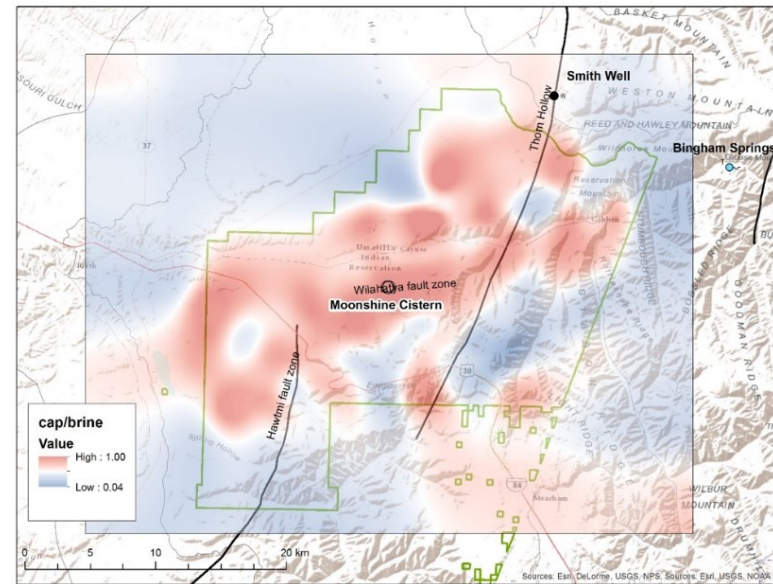 BASKET MOUNTAIN
Smith Well
WESTON MOUNTAIN
REED AND HAWLEY MOUNTAIN
Thorn Hollow
37
Bingham Springs
Reservation
Mountain
Gibbon
Umatilla
Indian
Reservation
Wilahatya fault zone
Moonshine Cistern
GOODMAN RIDGE
30
Hawtmi fault zone
cap/brine
Value
High : 1.00
Low : 0.04
Spring Hollow
84
Meacham
WILBUR
MOUNTAIN
0 5 10 20 km
Sources: Esri, DeLorme, USGS, NPS, Sources: Esri, USGS, NOAA